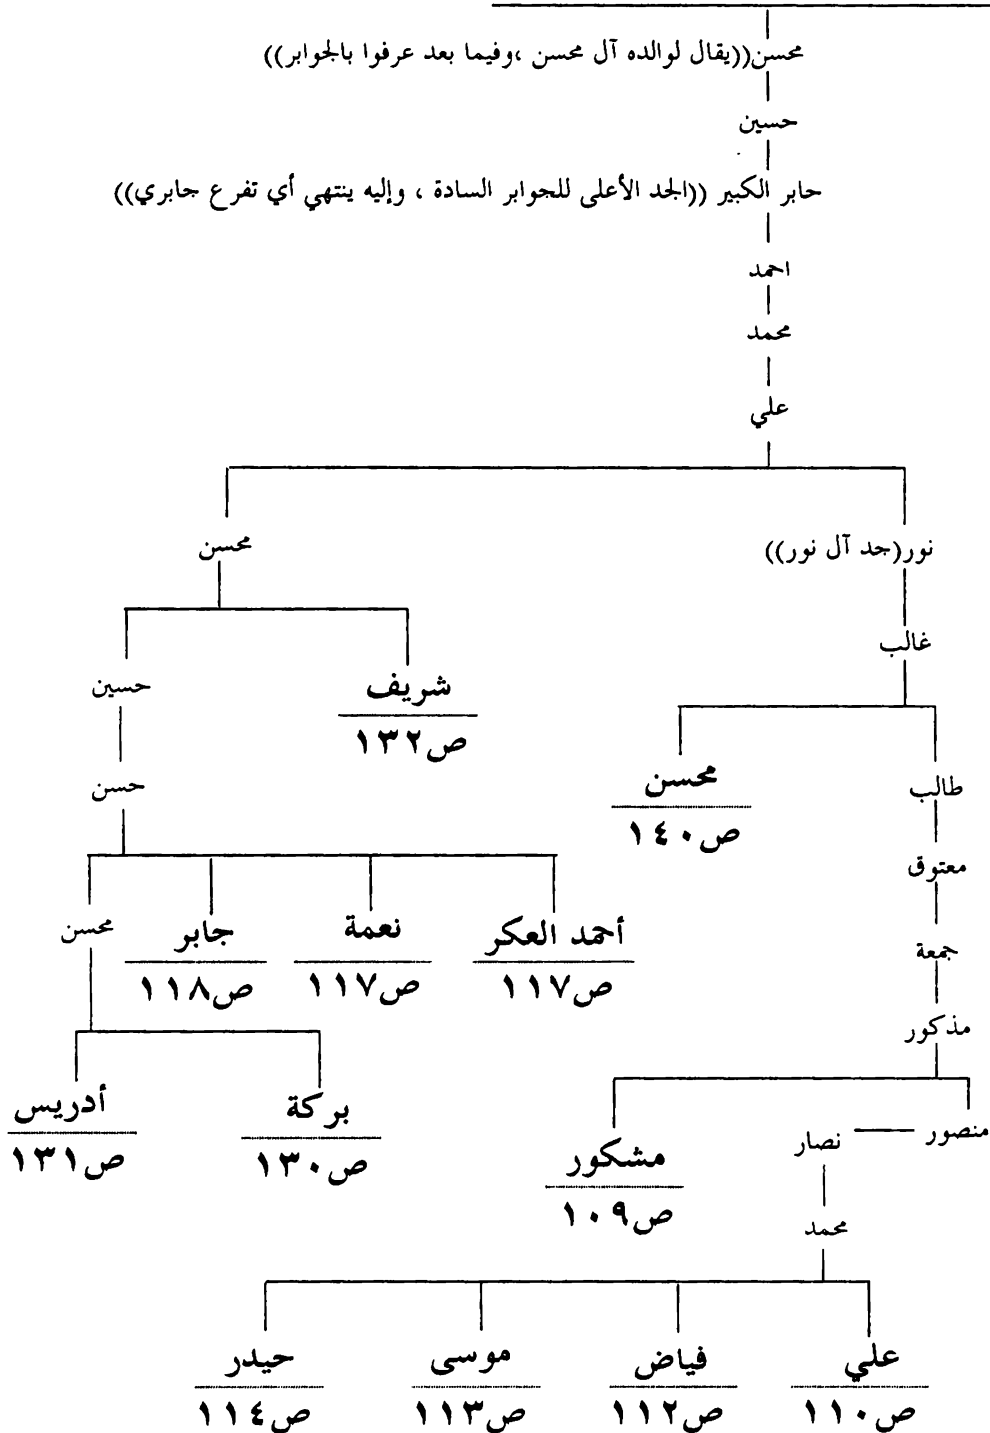 محسن((يقال لوالده آل محسن ،وفيما بعد عرفوا بالجوابر))
حسين
حابر الكبير ((الجد الأعلى للجوابر السادة ، وإليه ينتهي أي تفرع جابري))
احمد
محمد
علي
نور(جد آل نور))
محسن
غالب
شريف
ص١٣٢
حسين
طالب
محسن
ص١٤٠
حسن
معتوق
أحمد العكر
ص١١٧
نعمة
ص١١٧
جابر
ص١١٨
محسن
جمعة
مذكور
بركة
ص١٣٠
أدريس
ص١٣١
منصور
نصار
مشكور
ص١٠٩
محمد
علي
ص١١٠
فياض
ص١١٢
موسى
ص١١٣
حيدر
ص١١٤